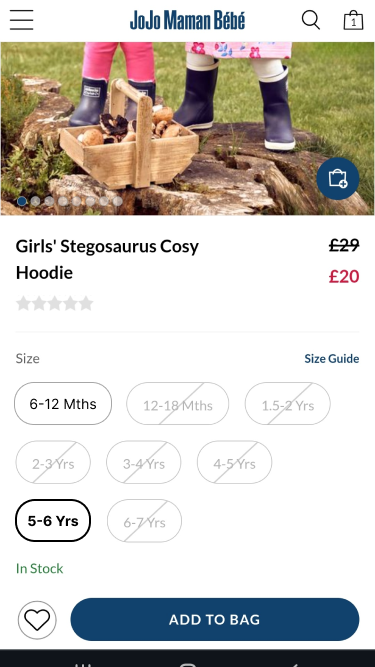 JoJo Maman Bébé
1
Girls' Stegosaurus Cosy
Hoodie
£29
£20
Size
Size Guide
6-12 Mths
12-18 Mths
1.5-2 Yrs
2-3 Yrs
3-4 Yrs
4-5 Yrs
5-6 Yrs
6-7 Yrs
In Stock
ADD TO BAG